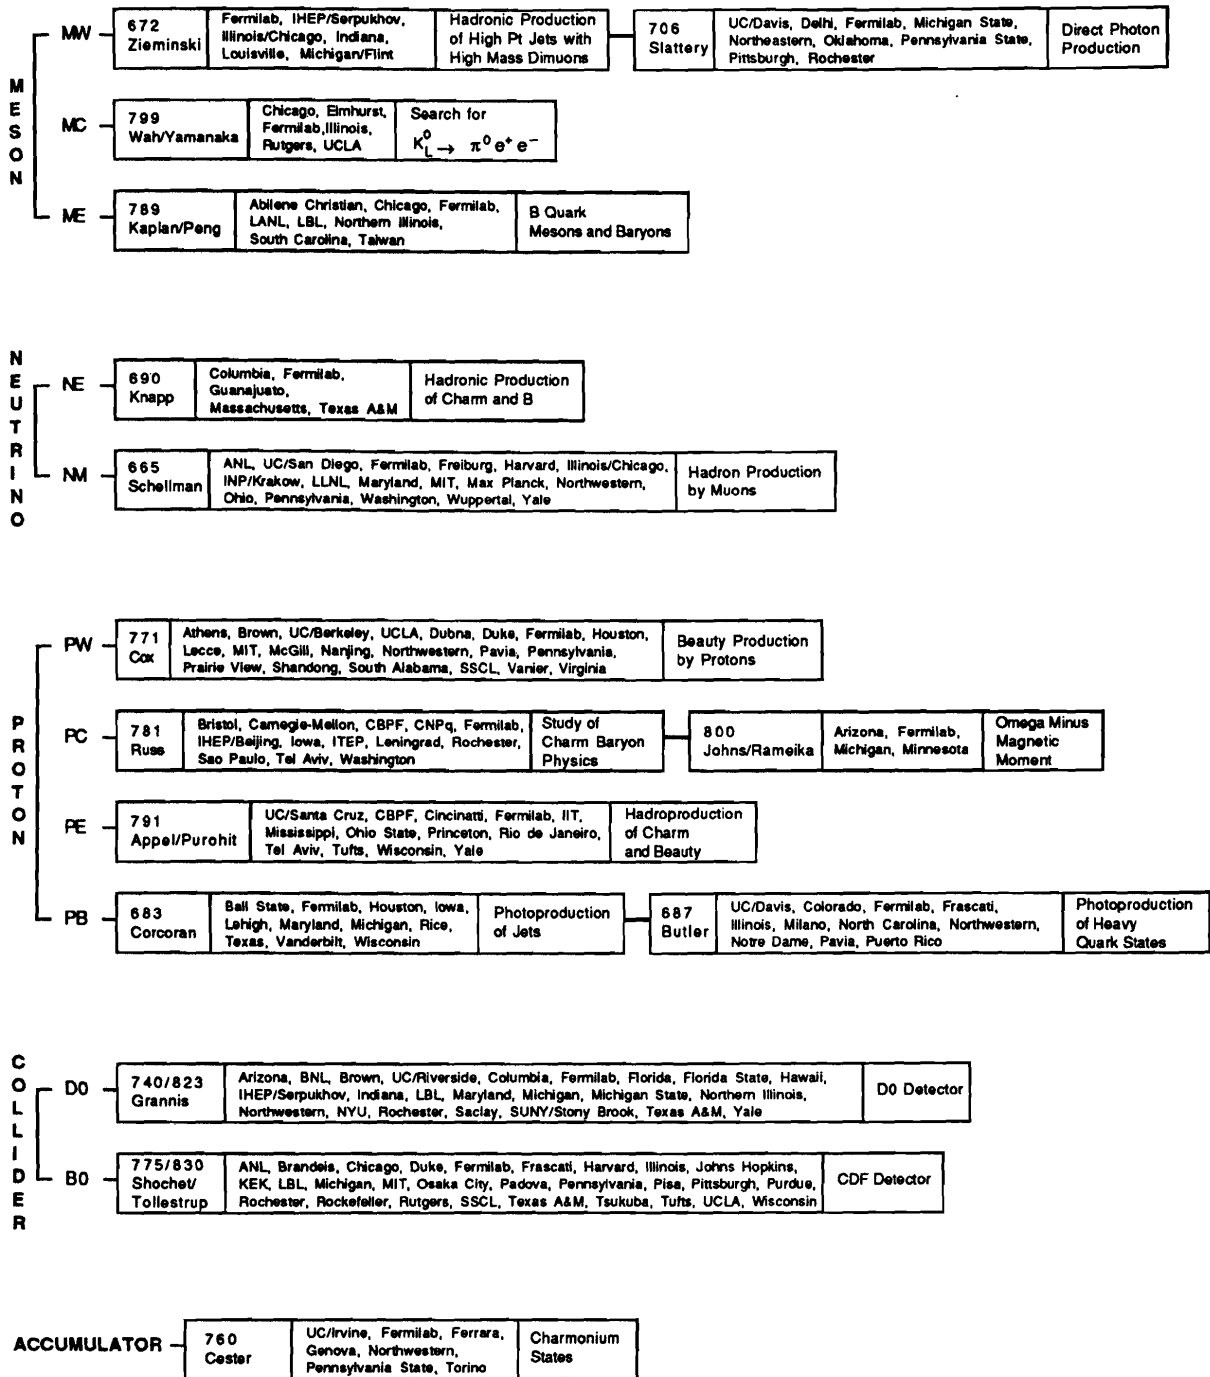 MESON
MW
672
Zieminski
Fermilab, IHEP/Serpukhov,
Illinois/Chicago, Indiana,
Louisville, Michigan/Flint
Hadronic Production
of High Pt Jets with
High Mass Dimuons
706
Slattery
UC/Davis, Delhi, Fermilab, Michigan State,
Northeastern, Oklahoma, Pennsylvania State,
Pittsburgh, Rochester
Direct Photon
Production
MC
799
Wah/Yamanaka
Chicago, Elmhurst,
Fermilab,Illinois,
Rutgers, UCLA
Search for
K⁰_L → π⁰ e⁺ e⁻
ME
789
Kaplan/Peng
Abilene Christian, Chicago, Fermilab,
LANL, LBL, Northern Illinois,
South Carolina, Taiwan
B Quark
Mesons and Baryons
NEUTRINO
NE
690
Knapp
Columbia, Fermilab,
Guanajuato,
Massachusetts, Texas A&M
Hadronic Production
of Charm and B
NM
665
Schellman
ANL, UC/San Diego, Fermilab, Freiburg, Harvard, Illinois/Chicago,
INP/Krakow, LLNL, Maryland, MIT, Max Planck, Northwestern,
Ohio, Pennsylvania, Washington, Wuppertal, Yale
Hadron Production
by Muons
PROTON
PW
771
Cox
Athens, Brown, UC/Berkeley, UCLA, Dubna, Duke, Fermilab, Houston,
Lecce, MIT, McGill, Nanjing, Northwestern, Pavia, Pennsylvania,
Prairie View, Shandong, South Alabama, SSCL, Vanier, Virginia
Beauty Production
by Protons
PC
781
Russ
Bristol, Carnegie-Mellon, CBPF, CNPq, Fermilab,
IHEP/Beijing, Iowa, ITEP, Leningrad, Rochester,
Sao Paulo, Tel Aviv, Washington
Study of
Charm Baryon
Physics
800
Johns/Rameika
Arizona, Fermilab,
Michigan, Minnesota
Omega Minus
Magnetic
Moment
PE
791
Appel/Purohit
UC/Santa Cruz, CBPF, Cincinatti, Fermilab, IIT,
Mississippi, Ohio State, Princeton, Rio de Janeiro,
Tel Aviv, Tufts, Wisconsin, Yale
Hadroproduction
of Charm
and Beauty
PB
683
Corcoran
Ball State, Fermilab, Houston, Iowa,
Lehigh, Maryland, Michigan, Rice,
Texas, Vanderbilt, Wisconsin
Photoproduction
of Jets
687
Butler
UC/Davis, Colorado, Fermilab, Frascati,
Illinois, Milano, North Carolina, Northwestern,
Notre Dame, Pavia, Puerto Rico
Photoproduction
of Heavy
Quark States
COLLIDER
D0
740/823
Grannis
Arizona, BNL, Brown, UC/Riverside, Columbia, Fermilab, Florida, Florida State, Hawaii,
IHEP/Serpukhov, Indiana, LBL, Maryland, Michigan, Michigan State, Northern Illinois,
Northwestern, NYU, Rochester, Saclay, SUNY/Stony Brook, Texas A&M, Yale
D0 Detector
B0
775/830
Shochet/
Tollestrup
ANL, Brandeis, Chicago, Duke, Fermilab, Frascati, Harvard, Illinois, Johns Hopkins,
KEK, LBL, Michigan, MIT, Osaka City, Padova, Pennsylvania, Pisa, Pittsburgh, Purdue,
Rochester, Rockefeller, Rutgers, SSCL, Texas A&M, Tsukuba, Tufts, UCLA, Wisconsin
CDF Detector
ACCUMULATOR
760
Cester
UC/Irvine, Fermilab, Ferrara,
Genova, Northwestern,
Pennsylvania State, Torino
Charmonium
States